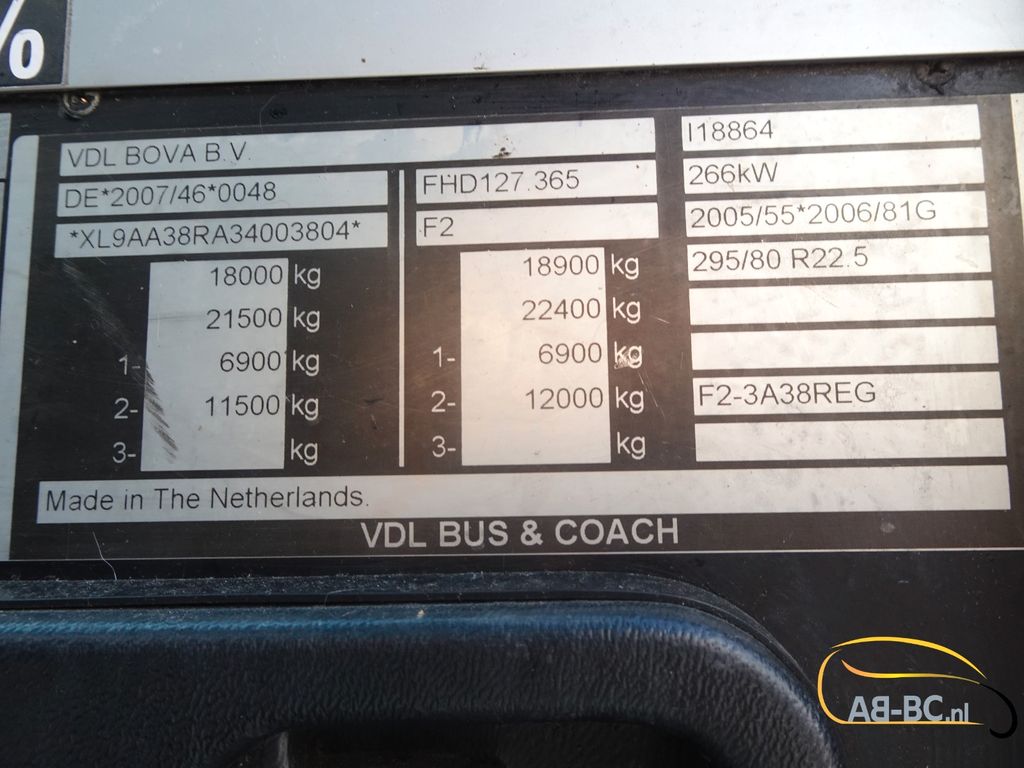 %
VDL BOVA B.V.
DE*2007/46*0048
*XL9AA38RA34003804*
18000 kg
21500 kg
1- 6900 kg
2- 11500 kg
3- kg
FHD127.365
F2
18900 kg
22400 kg
1- 6900 kg
2- 12000 kg
3- kg
I18864
266kW
2005/55*2006/81G
295/80 R22.5
F2-3A38REG
Made in The Netherlands.
VDL BUS & COACH
AB-BC.nl